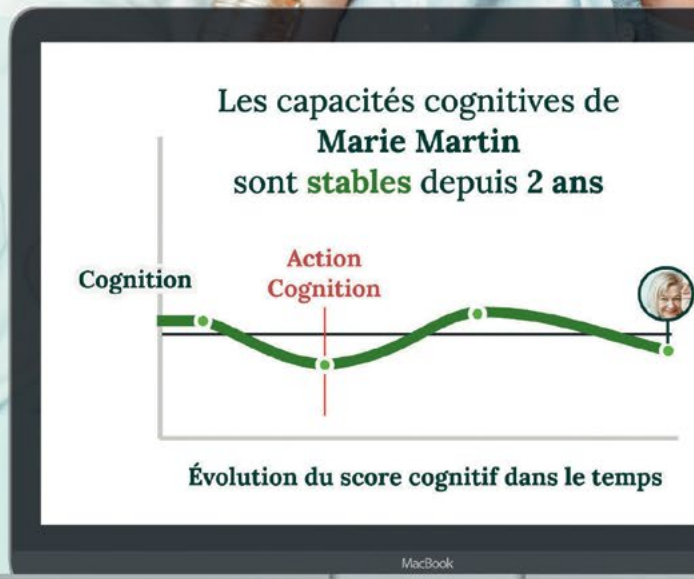 Les capacités cognitives de
Marie Martin
sont stables depuis 2 ans
Action
Cognition
Cognition
Évolution du score cognitif dans le temps
MacBook